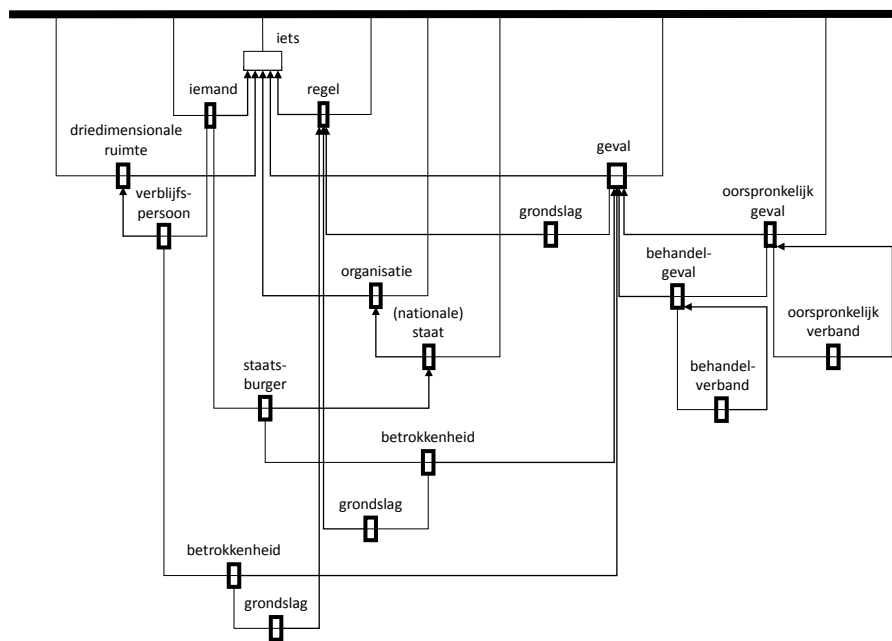 iets
iemand
regel
driedimensionale
ruimte
geval
verblijfs-
persoon
oorspronkelijk
geval
grondslag
behandel-
geval
organisatie
(nationale)
staat
oorspronkelijk
verband
staats-
burger
behandel-
verband
betrokkenheid
grondslag
betrokkenheid
grondslag